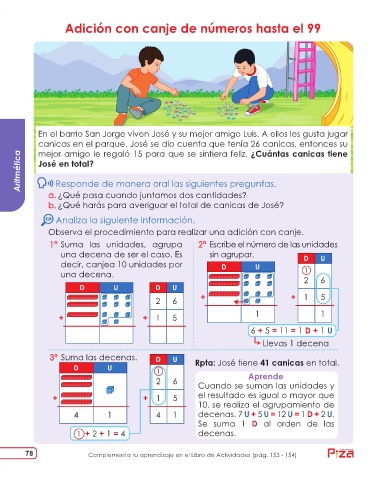 Adición con canje de números hasta el 99
En el barrio San Jorge viven José y su mejor amigo Luis. A ellos les gusta jugar
canicas en el parque. José se dio cuenta que tenía 26 canicas, entonces su
mejor amigo le regaló 15 para que se sintiera feliz. ¿Cuántas canicas tiene
José en total?
Aritmética
Responde de manera oral las siguientes preguntas.
a. ¿Qué pasa cuando juntamos dos cantidades?
b. ¿Qué harás para averiguar el total de canicas de José?
Analiza la siguiente información.
Observa el procedimiento para realizar una adición con canje.
1° Suma las unidades, agrupa
una decena de ser el caso. Es
decir, canjea 10 unidades por
una decena.
D U D U
2 6
+ + 1 5
2° Escribe el número de las unidades
sin agrupar.
D U D U
1
2 6
+ + 1 5
1 1
6 + 5 = 11 = 1 D + 1 U
Llevas 1 decena
3° Suma las decenas.
D U D U
1
2 6
+ + 1 5
4 1 4 1
1 + 2 + 1 = 4
Rpta: José tiene 41 canicas en total.
Aprende
Cuando se suman las unidades y
el resultado es igual o mayor que
10, se realiza el agrupamiento de
decenas. 7 U + 5 U = 12 U = 1 D + 2 U.
Se suma 1 D al orden de las
decenas.
78
Complementa tu aprendizaje en el Libro de Actividades (pág. 153 - 154)